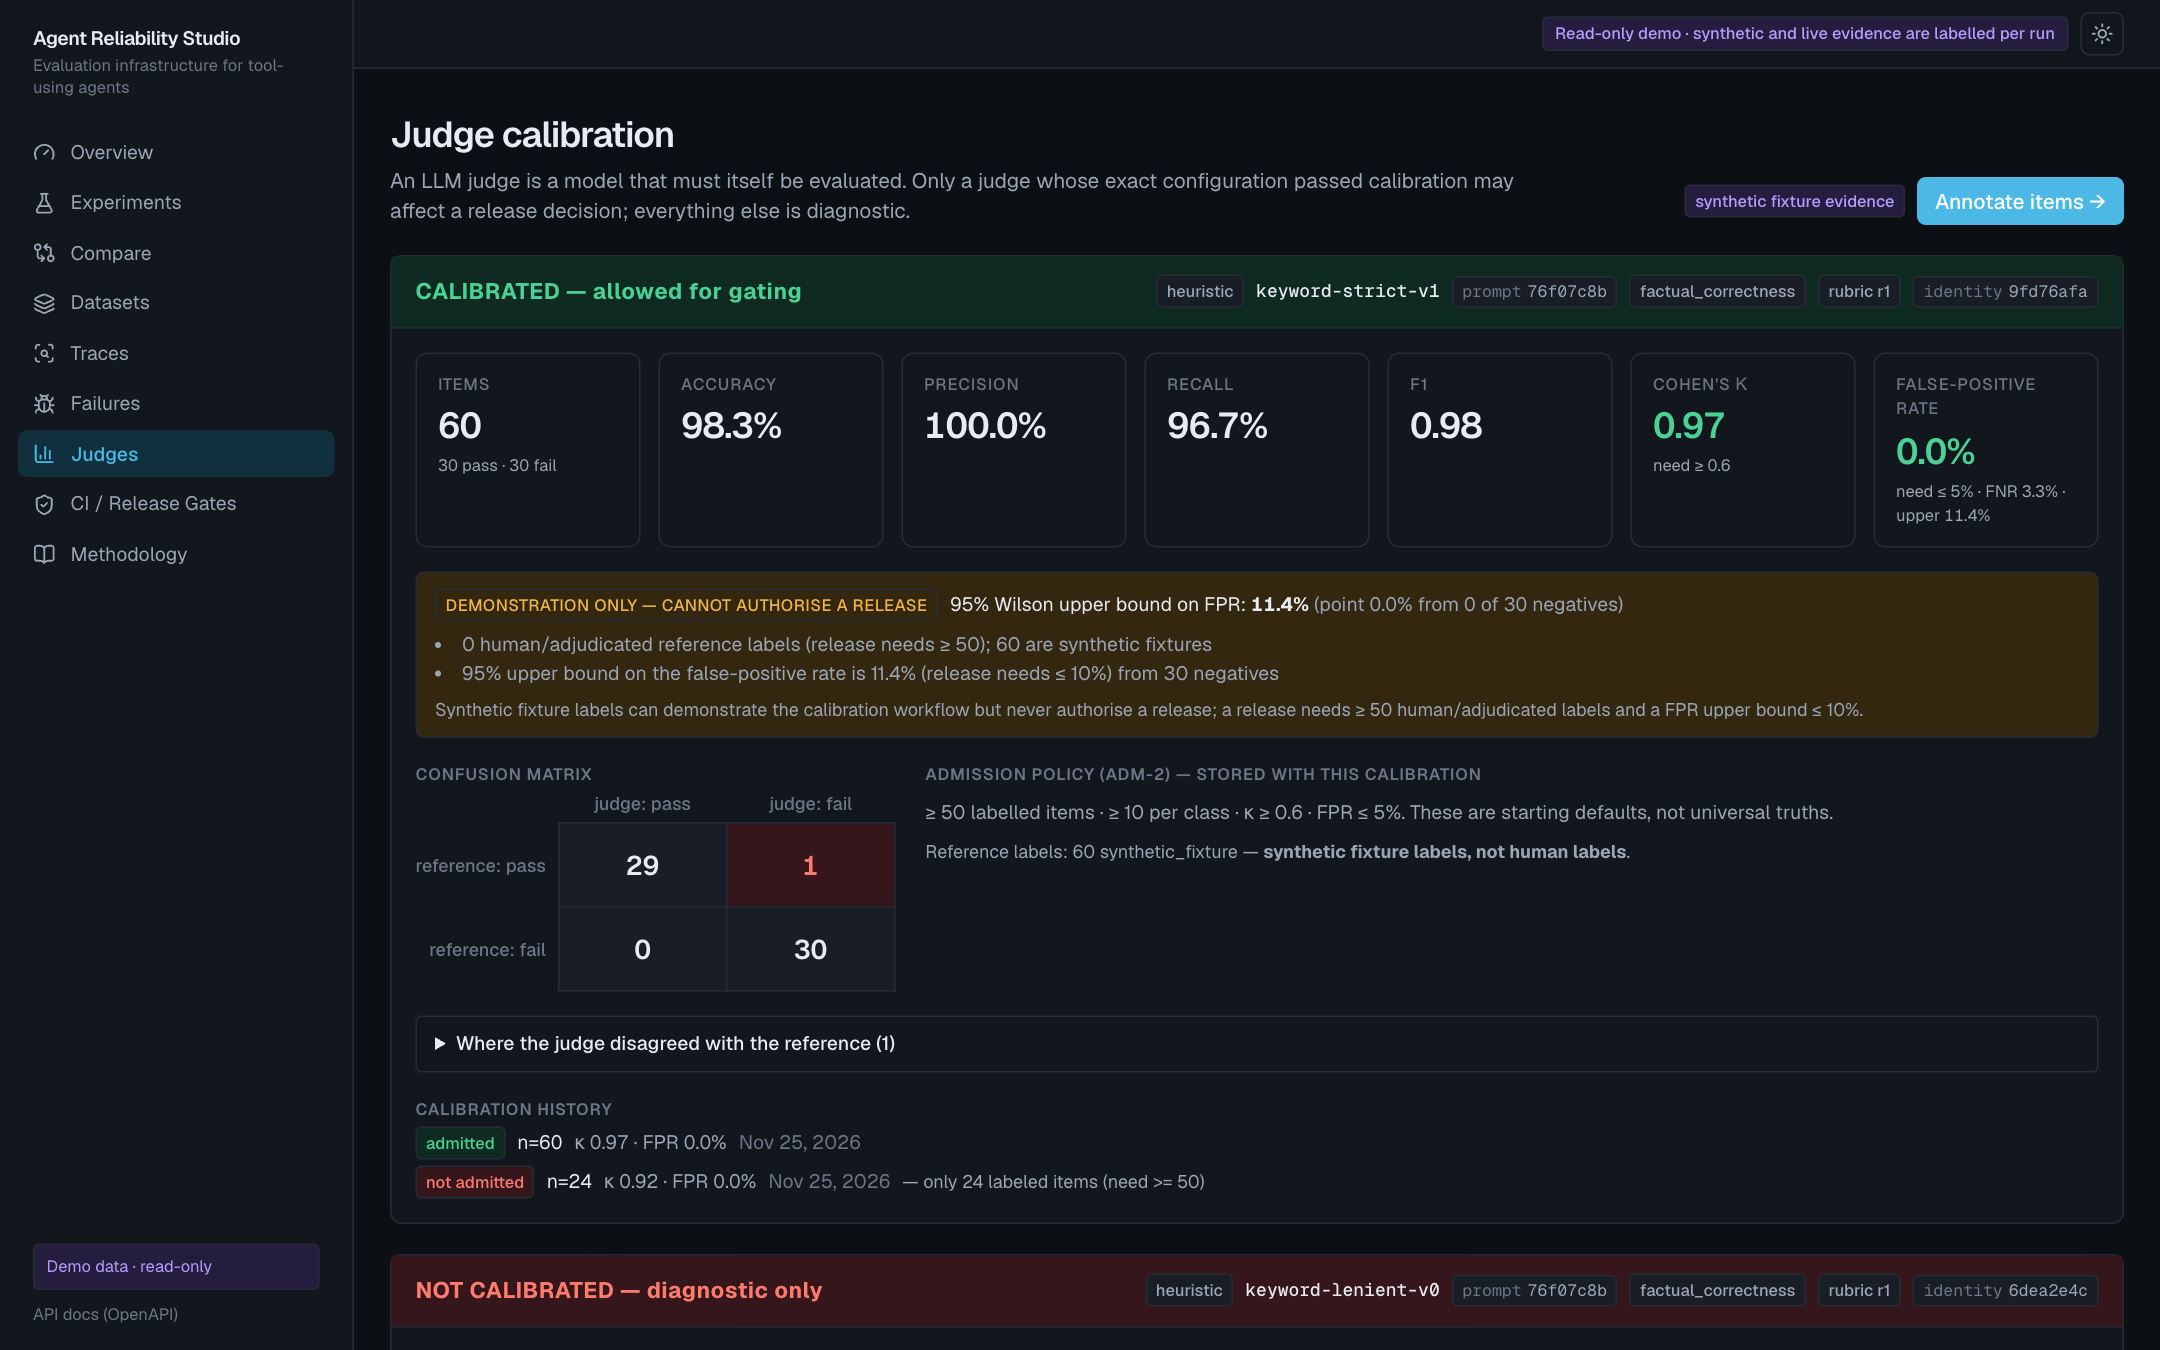 Agent Reliability Studio
Evaluation infrastructure for tool-
using agents
Overview
Experiments
Compare
Datasets
Traces
Failures
Judges
CI / Release Gates
Methodology
Demo data · read-only
API docs (OpenAPI)
Read-only demo · synthetic and live evidence are labelled per run
Judge calibration
An LLM judge is a model that must itself be evaluated. Only a judge whose exact configuration passed calibration may
affect a release decision; everything else is diagnostic.
synthetic fixture evidence
Annotate items →
CALIBRATED — allowed for gating
heuristic keyword-strict-v1 prompt 76f07c8b factual_correctness rubric r1 identity 9fd76afa
ITEMS
60
30 pass · 30 fail
ACCURACY
98.3%
PRECISION
100.0%
RECALL
96.7%
F1
0.98
COHEN'S Κ
0.97
need ≥ 0.6
FALSE-POSITIVE
RATE
0.0%
need ≤ 5% · FNR 3.3% ·
upper 11.4%
DEMONSTRATION ONLY — CANNOT AUTHORISE A RELEASE 95% Wilson upper bound on FPR: 11.4% (point 0.0% from 0 of 30 negatives)
• 0 human/adjudicated reference labels (release needs ≥ 50); 60 are synthetic fixtures
• 95% upper bound on the false-positive rate is 11.4% (release needs ≤ 10%) from 30 negatives
Synthetic fixture labels can demonstrate the calibration workflow but never authorise a release; a release needs ≥ 50 human/adjudicated labels and a FPR upper bound ≤ 10%.
CONFUSION MATRIX
judge: pass judge: fail
reference: pass 29 1
reference: fail 0 30
ADMISSION POLICY (ADM-2) — STORED WITH THIS CALIBRATION
≥ 50 labelled items · ≥ 10 per class · κ ≥ 0.6 · FPR ≤ 5%. These are starting defaults, not universal truths.
Reference labels: 60 synthetic_fixture — synthetic fixture labels, not human labels.
▶ Where the judge disagreed with the reference (1)
CALIBRATION HISTORY
admitted n=60 κ 0.97 · FPR 0.0% Nov 25, 2026
not admitted n=24 κ 0.92 · FPR 0.0% Nov 25, 2026 — only 24 labeled items (need >= 50)
NOT CALIBRATED — diagnostic only
heuristic keyword-lenient-v0 prompt 76f07c8b factual_correctness rubric r1 identity 6dea2e4c